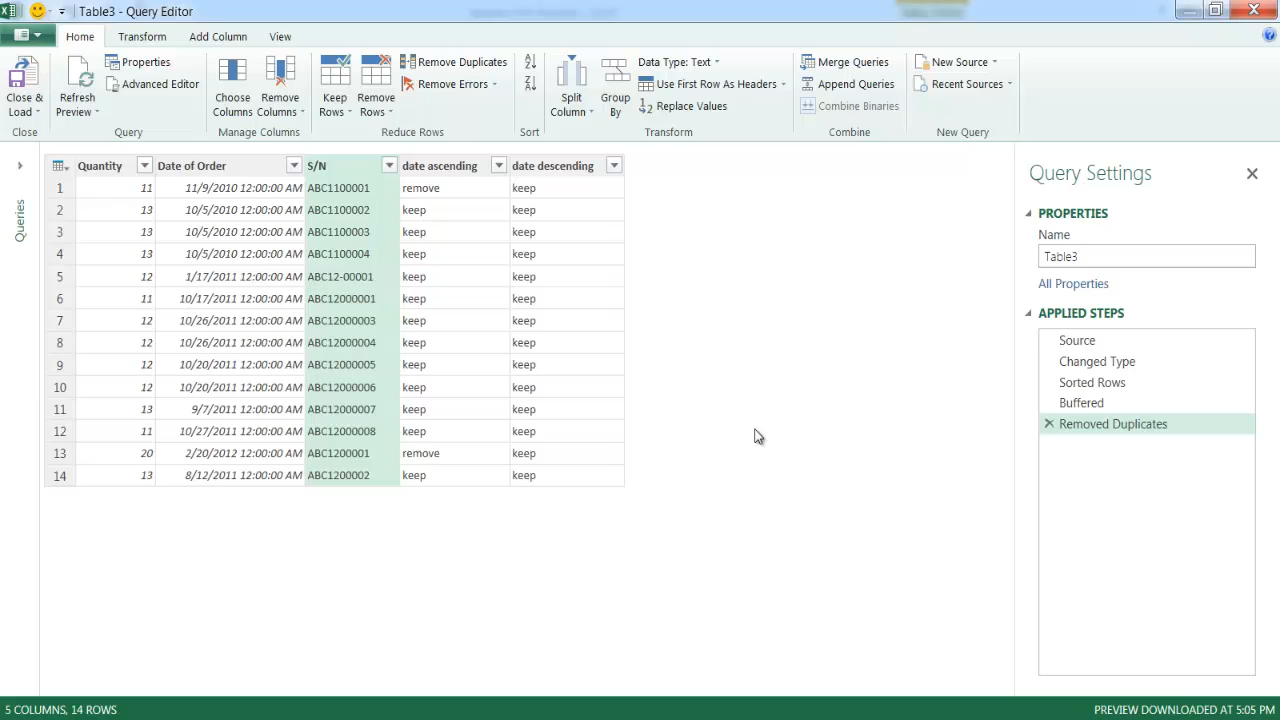 Table3 - Query Editor
Home Transform Add Column View
Close & Load
Close
Refresh Preview
Properties
Advanced Editor
Query
Choose Columns
Remove Columns
Manage Columns
Keep Rows
Remove Rows
Remove Duplicates
Remove Errors
Reduce Rows
Sort
Split Column
Group By
Data Type: Text
Use First Row As Headers
Replace Values
Transform
Merge Queries
Append Queries
Combine Binaries
Combine
New Source
Recent Sources
New Query
Queries
Quantity Date of Order S/N date ascending date descending
1 11 11/9/2010 12:00:00 AM ABC1100001 remove keep
2 13 10/5/2010 12:00:00 AM ABC1100002 keep keep
3 13 10/5/2010 12:00:00 AM ABC1100003 keep keep
4 13 10/5/2010 12:00:00 AM ABC1100004 keep keep
5 12 1/17/2011 12:00:00 AM ABC12-00001 keep keep
6 11 10/17/2011 12:00:00 AM ABC12000001 keep keep
7 12 10/26/2011 12:00:00 AM ABC12000003 keep keep
8 12 10/26/2011 12:00:00 AM ABC12000004 keep keep
9 12 10/20/2011 12:00:00 AM ABC12000005 keep keep
10 12 10/20/2011 12:00:00 AM ABC12000006 keep keep
11 13 9/7/2011 12:00:00 AM ABC12000007 keep keep
12 11 10/27/2011 12:00:00 AM ABC12000008 keep keep
13 20 2/20/2012 12:00:00 AM ABC1200001 remove keep
14 13 8/12/2011 12:00:00 AM ABC1200002 keep keep
Query Settings
PROPERTIES
Name
Table3
All Properties
APPLIED STEPS
Source
Changed Type
Sorted Rows
Buffered
Removed Duplicates
5 COLUMNS, 14 ROWS
PREVIEW DOWNLOADED AT 5:05 PM